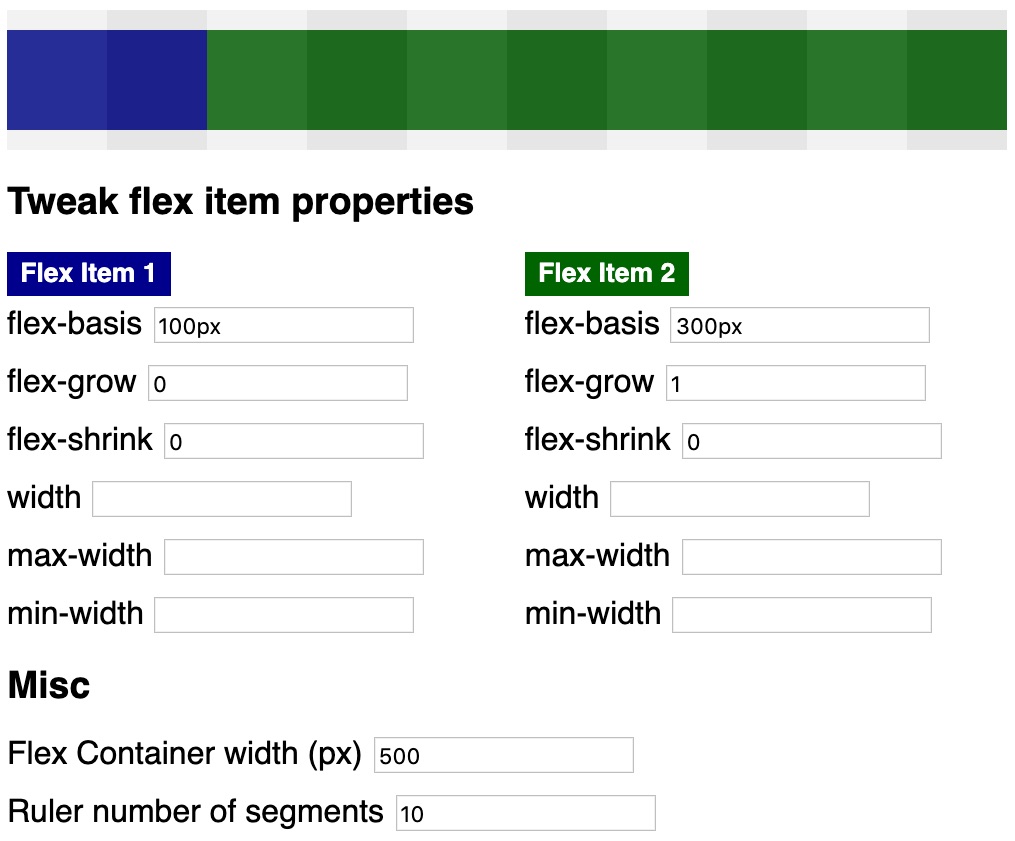 Tweak flex item properties
Flex Item 1
flex-basis 100px
flex-grow 0
flex-shrink 0
width
max-width
min-width
Flex Item 2
flex-basis 300px
flex-grow 1
flex-shrink 0
width
max-width
min-width
Misc
Flex Container width (px) 500
Ruler number of segments 10